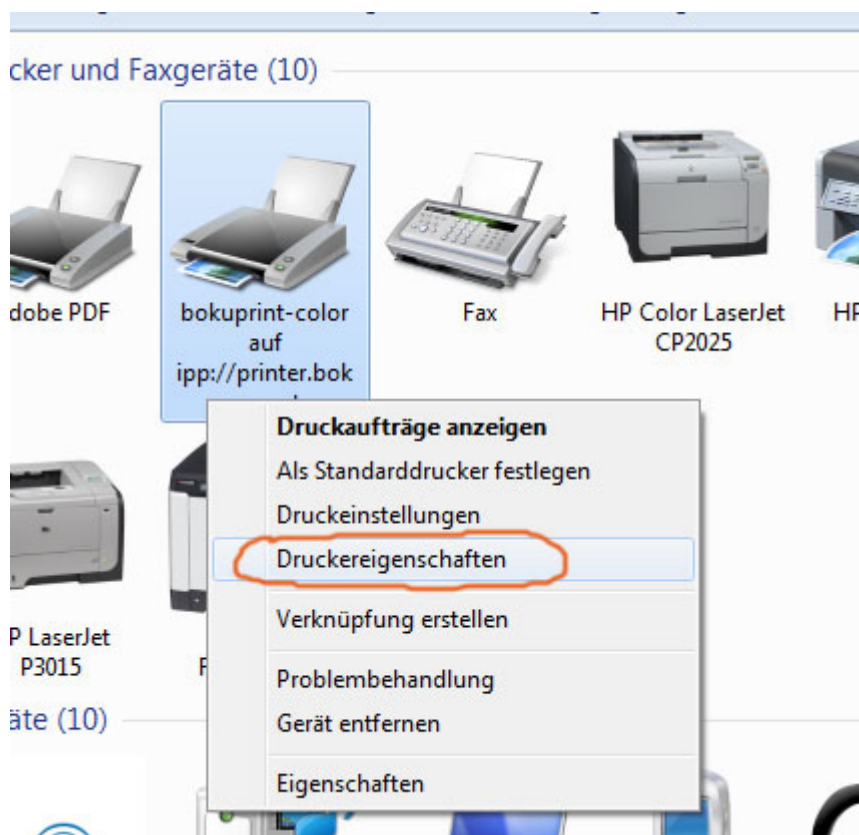 cker und Faxgeräte (10)
dobe PDF
bokuprint-color
auf
ipp://printer.bok
Fax
HP Color LaserJet
CP2025
HP
Druckaufträge anzeigen
Als Standarddrucker festlegen
Druckeinstellungen
Druckereigenschaften
Verknüpfung erstellen
Problembehandlung
Gerät entfernen
Eigenschaften
P LaserJet
P3015
F
äte (10)